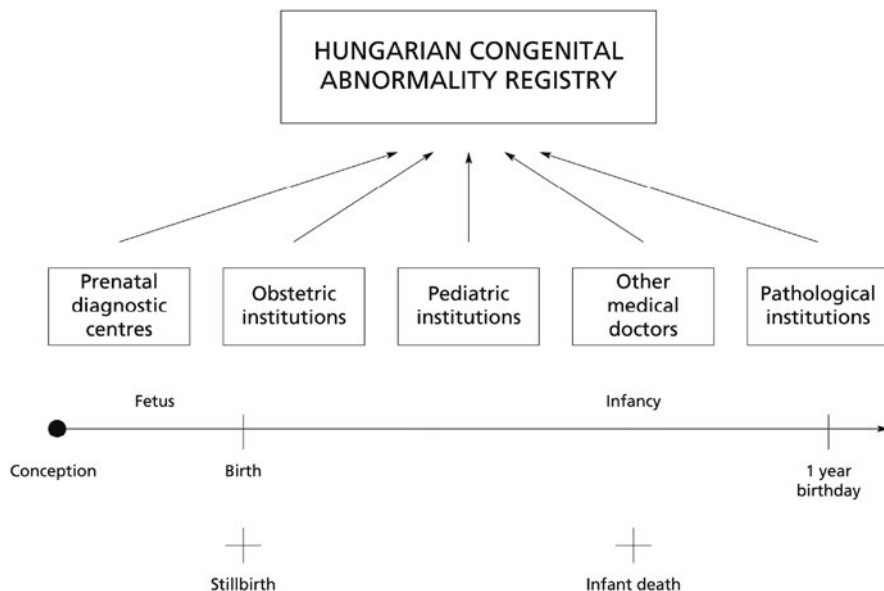 HUNGARIAN CONGENITAL
ABNORMALITY REGISTRY
Prenatal
diagnostic
centres
Obstetric
institutions
Pediatric
institutions
Other
medical
doctors
Pathological
institutions
Fetus
Infancy
Conception
Birth
1 year
birthday
Stillbirth
Infant death